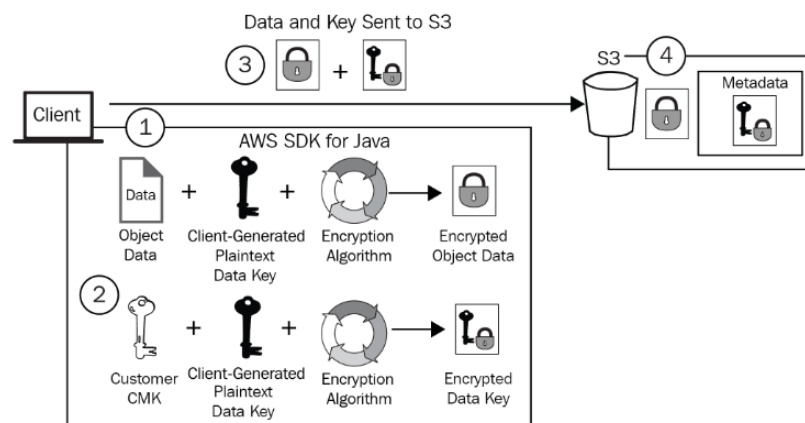 Data and Key Sent to S3
3
+
S3
4
Metadata
Client
1
AWS SDK for Java
Data
+
+
Object
Data
Client-Generated
Plaintext
Data Key
Encryption
Algorithm
Encrypted
Object Data
2
+
+
Customer
CMK
Client-Generated
Plaintext
Data Key
Encryption
Algorithm
Encrypted
Data Key